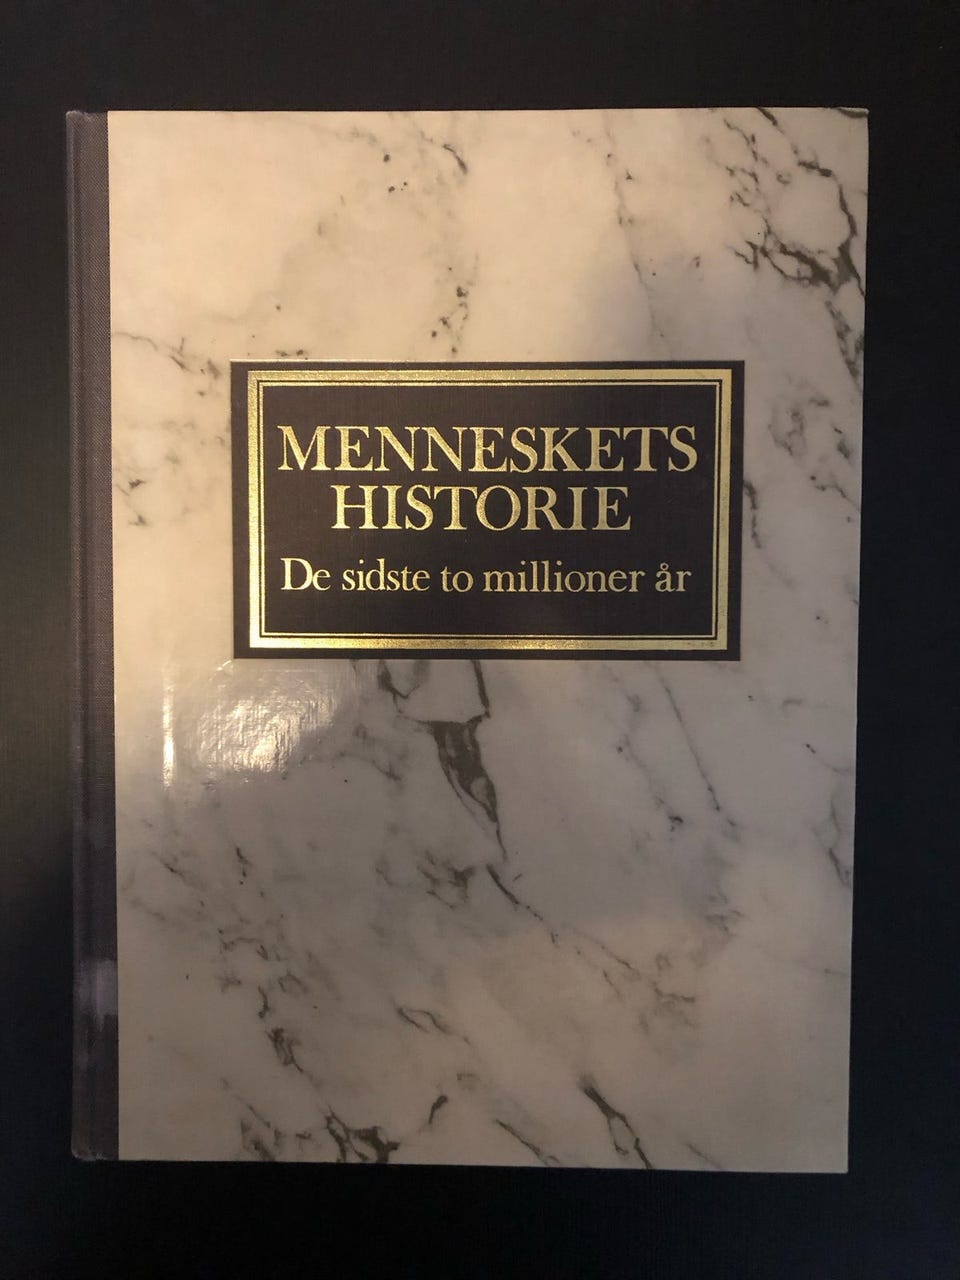 MENNESKETS
HISTORIE
De sidste to millioner år